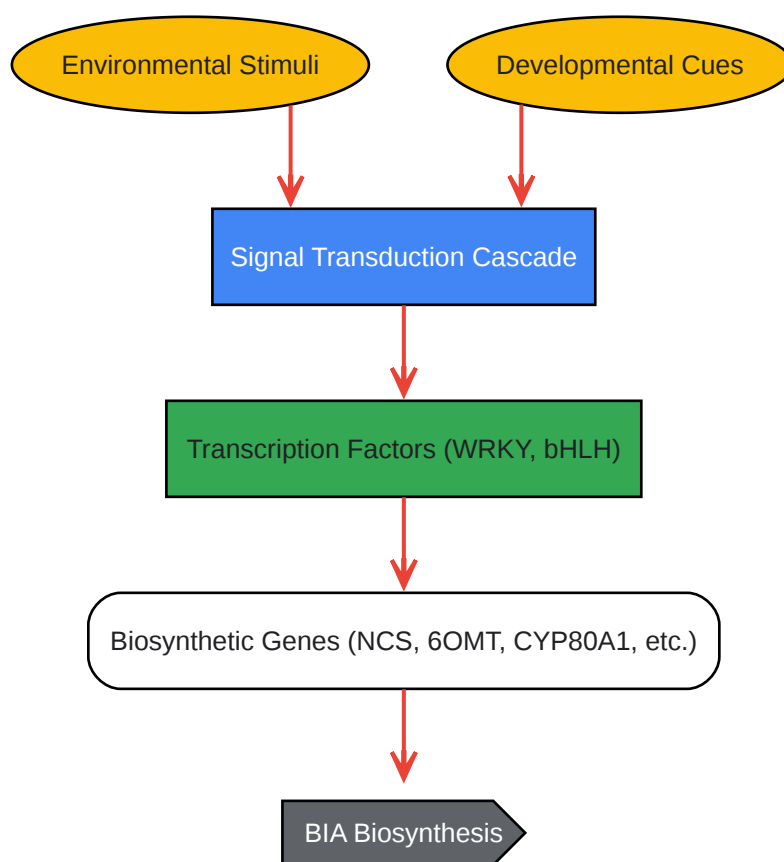 Environmental Stimuli
Developmental Cues
Signal Transduction Cascade
Transcription Factors (WRKY, bHLH)
Biosynthetic Genes (NCS, 6OMT, CYP80A1, etc.)
BIA Biosynthesis